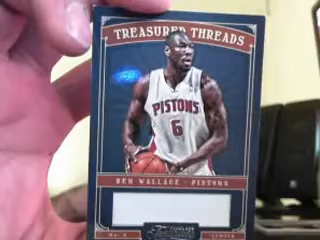 TREASURED THREADS
PISTONS
6
BEN WALLACE · PISTONS